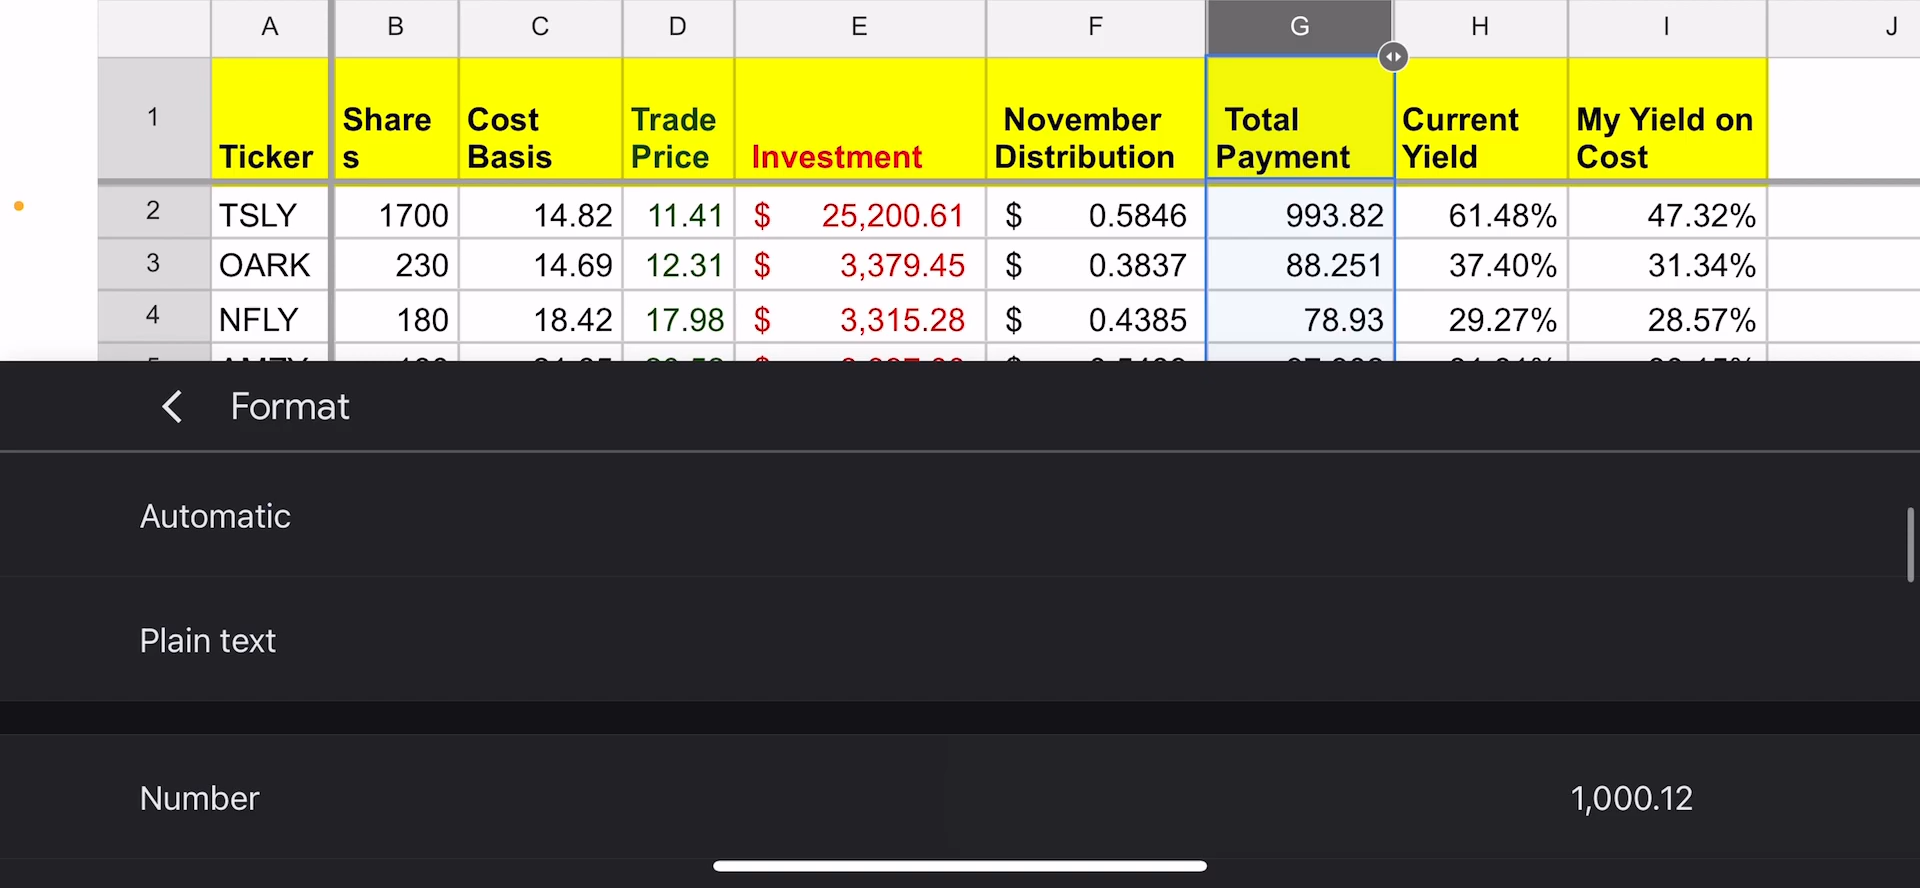 A B C D E F G H I J
1 Ticker Share s Cost Basis Trade Price Investment November Distribution Total Payment Current Yield My Yield on Cost
2 TSLY 1700 14.82 11.41 $ 25,200.61 $ 0.5846 993.82 61.48% 47.32%
3 OARK 230 14.69 12.31 $ 3,379.45 $ 0.3837 88.251 37.40% 31.34%
4 NFLY 180 18.42 17.98 $ 3,315.28 $ 0.4385 78.93 29.27% 28.57%
Format
Automatic
Plain text
Number 1,000.12